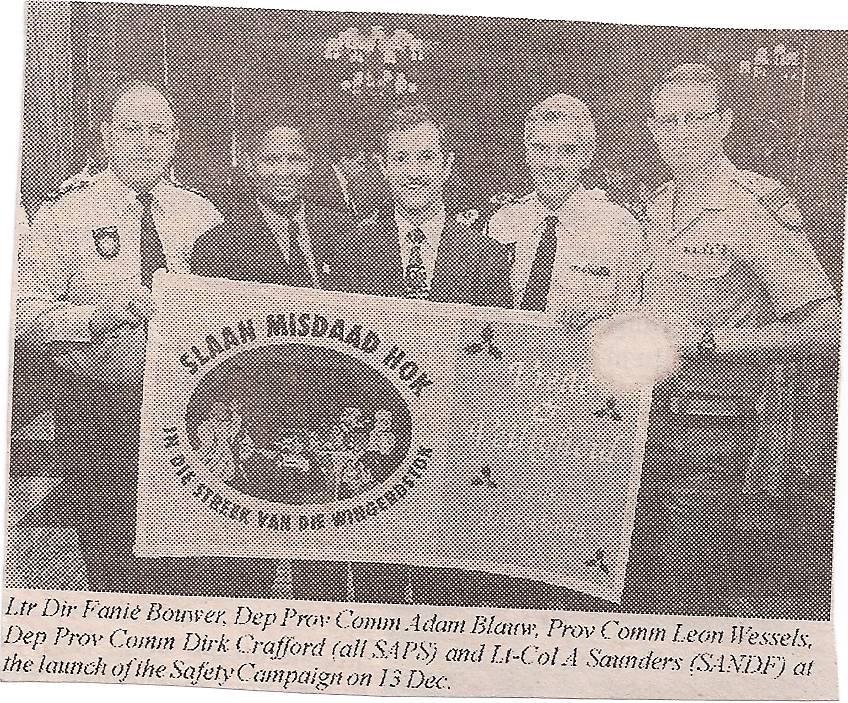 SLAAN MISDAAD HOK
IN DIE STREEK VAN DIE WINGERDSTOK
Ltr Dir Fanie Bouwer, Dep Prov Comm Adam Blauw, Prov Comm Leon Wessels,
Dep Prov Comm Dirk Crafford (all SAPS) and Lt-Col A Saunders (SANDF) at
the launch of the Safety Campaign on 13 Dec.